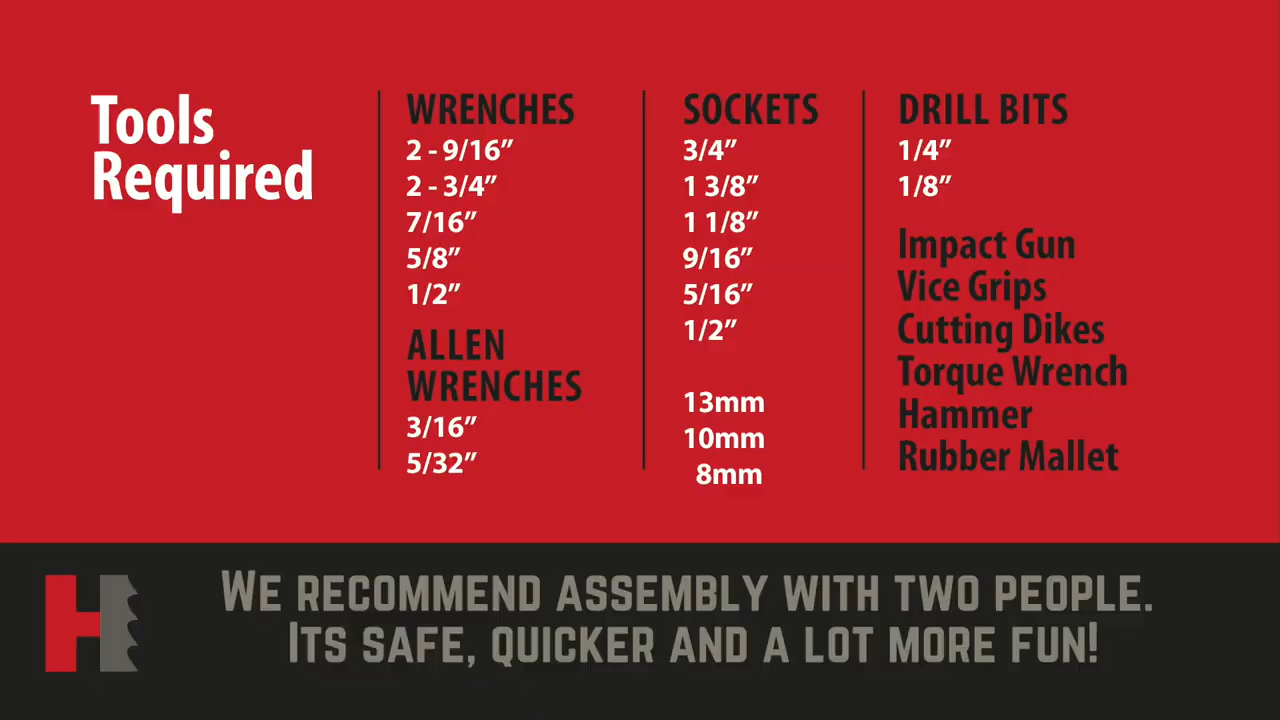 Tools
Required
WRENCHES
2 - 9/16”
2 - 3/4”
7/16”
5/8”
1/2”
ALLEN
WRENCHES
3/16”
5/32”
SOCKETS
3/4”
1 3/8”
1 1/8”
9/16”
5/16”
1/2”
13mm
10mm
8mm
DRILL BITS
1/4”
1/8”
Impact Gun
Vice Grips
Cutting Dikes
Torque Wrench
Hammer
Rubber Mallet
H
WE RECOMMEND ASSEMBLY WITH TWO PEOPLE.
ITS SAFE, QUICKER AND A LOT MORE FUN!